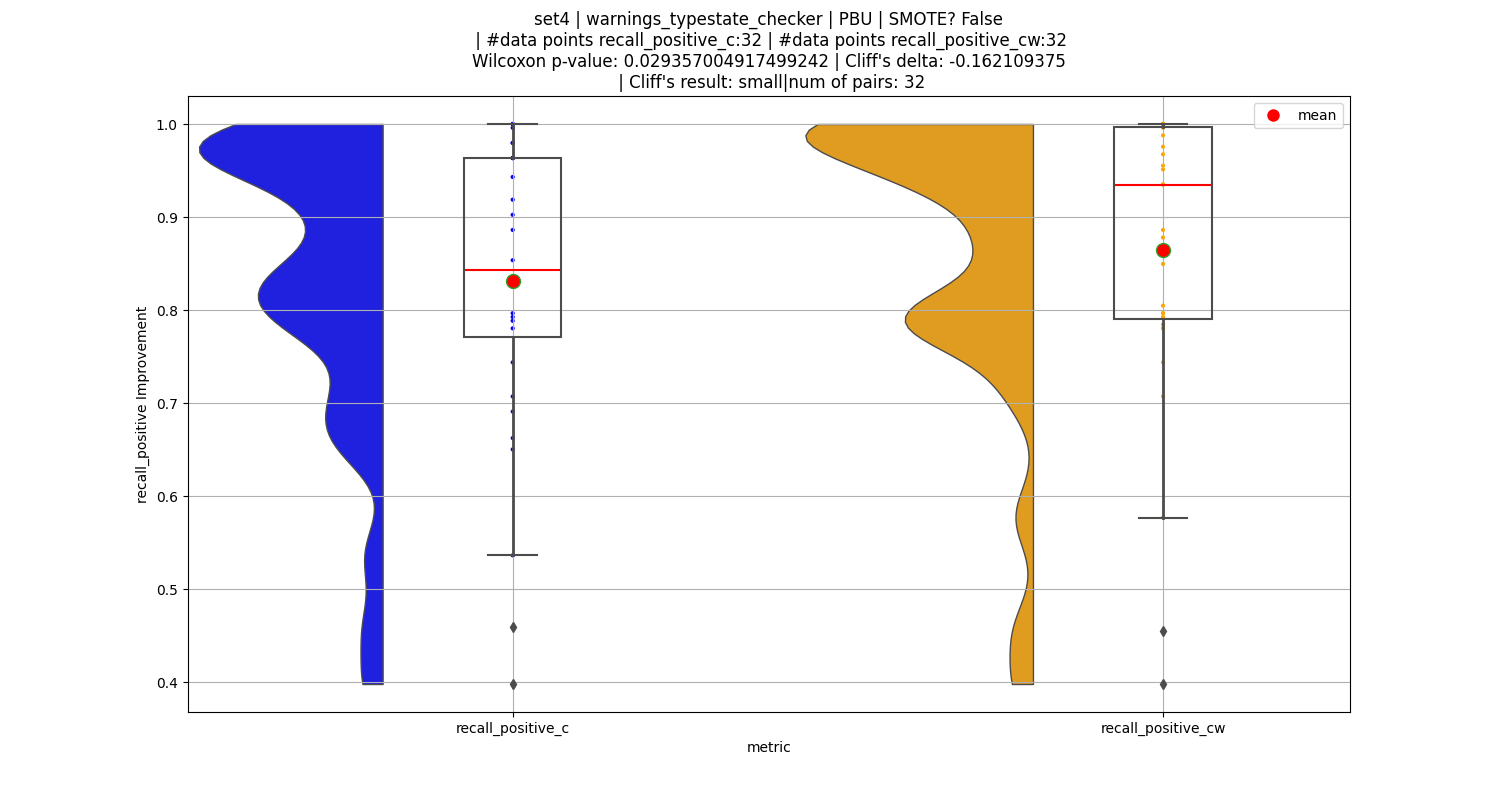 set4 | warnings_typestate_checker | PBU | SMOTE? False
| #data points recall_positive_c:32 | #data points recall_positive_cw:32
Wilcoxon p-value: 0.029357004917499242 | Cliff's delta: -0.162109375
| Cliff's result: small|num of pairs: 32
mean
1.0
0.9
0.8
0.7
0.6
0.5
0.4
recall_positive Improvement
recall_positive_c
recall_positive_cw
metric